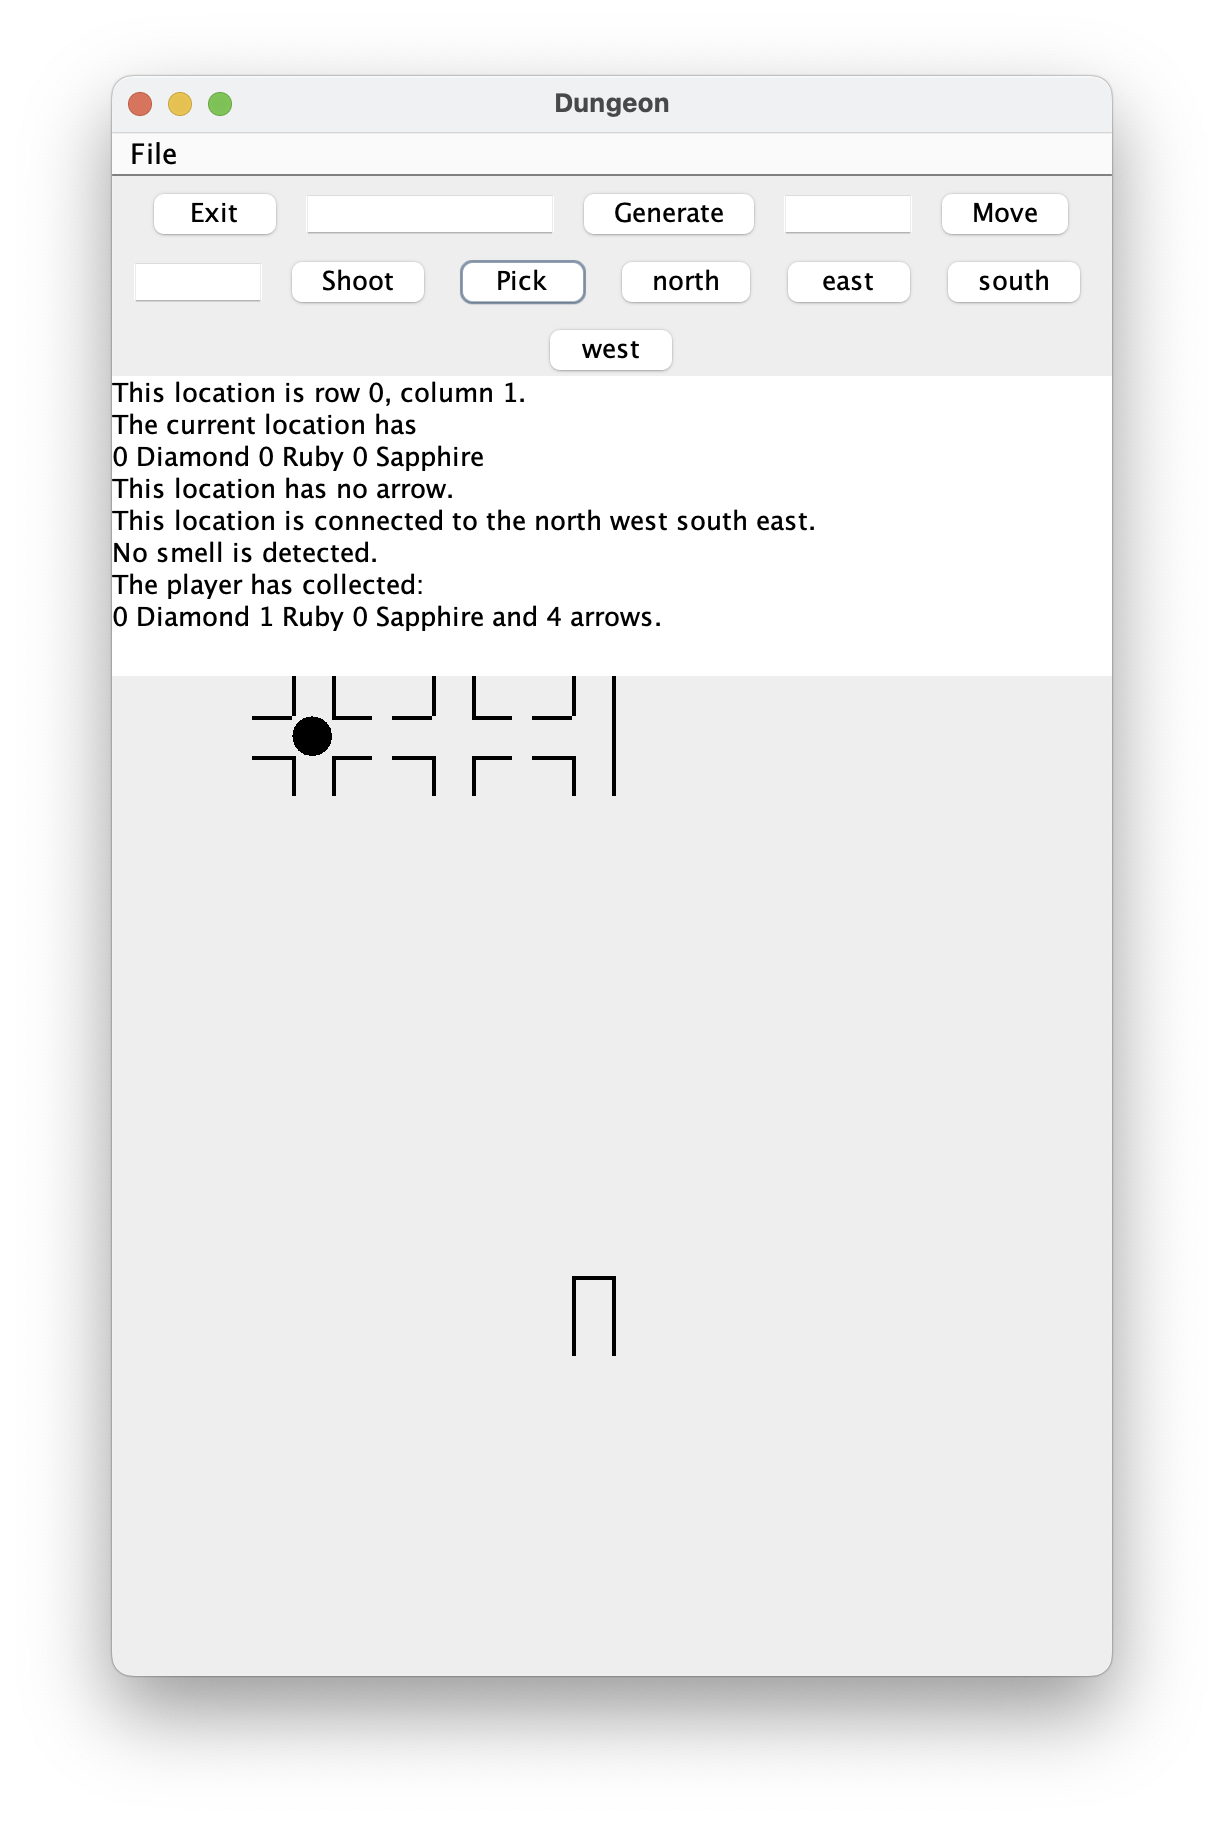 Dungeon
File
Exit Generate Move
Shoot Pick north east south
west
This location is row 0, column 1.
The current location has
0 Diamond 0 Ruby 0 Sapphire
This location has no arrow.
This location is connected to the north west south east.
No smell is detected.
The player has collected:
0 Diamond 1 Ruby 0 Sapphire and 4 arrows.